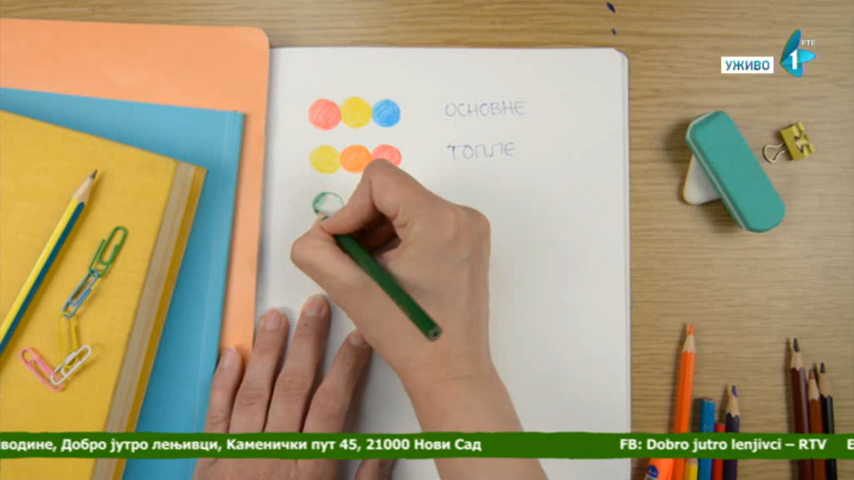 УЖИВО
1
РТВ
ОСНОВНЕ
ТОПЛЕ
водине, Добро јутро лењивци, Каменички пут 45, 21000 Нови Сад
FB: Dobro jutro lenjivci – RTV